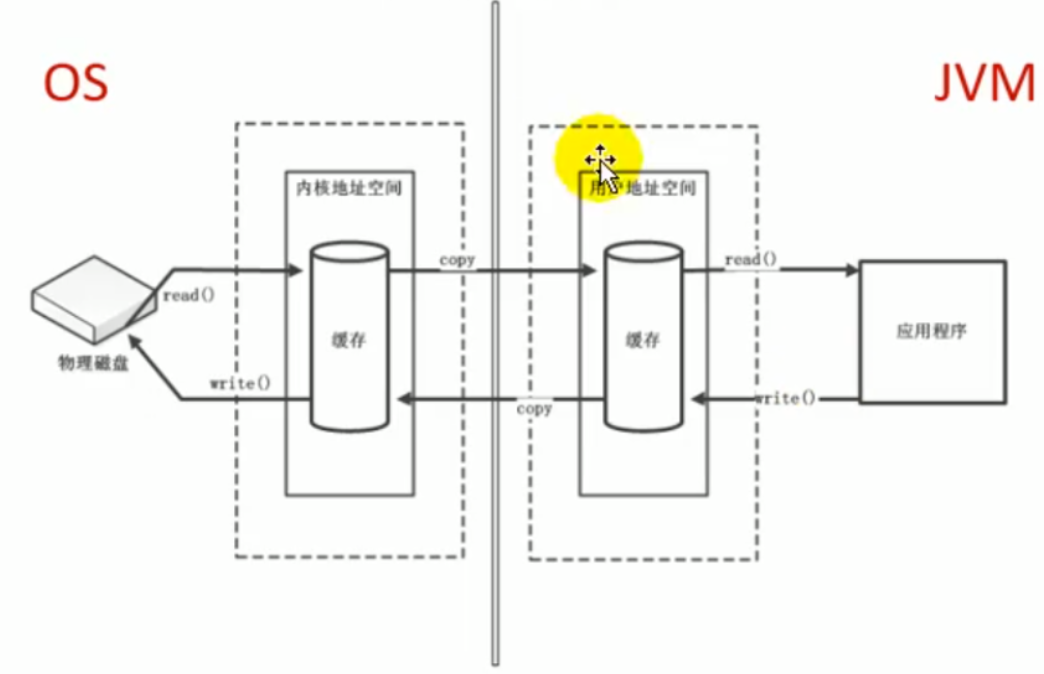 OS
JVM
内核地址空间
用户地址空间
copy
read()
read()
缓存
缓存
应用程序
物理磁盘
write()
copy
write()